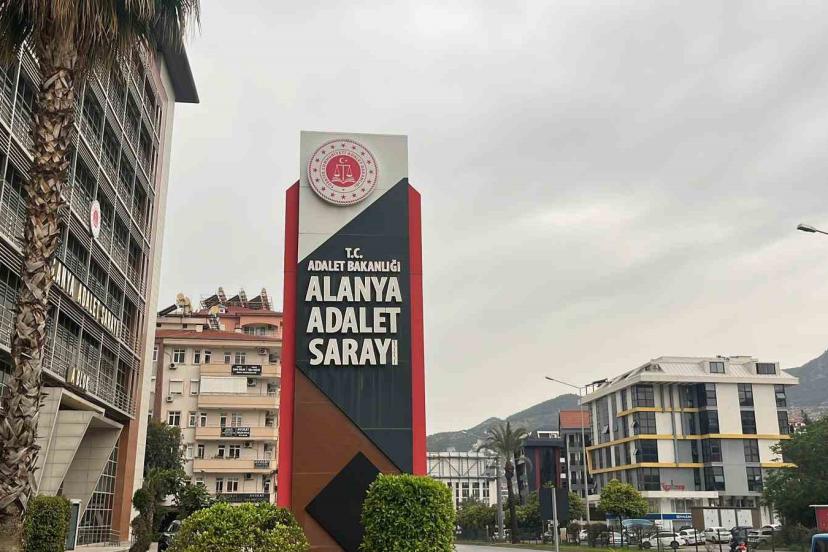 T.C.
ADALET BAKANLIĞI
ALANYA
ADALET
SARAYI